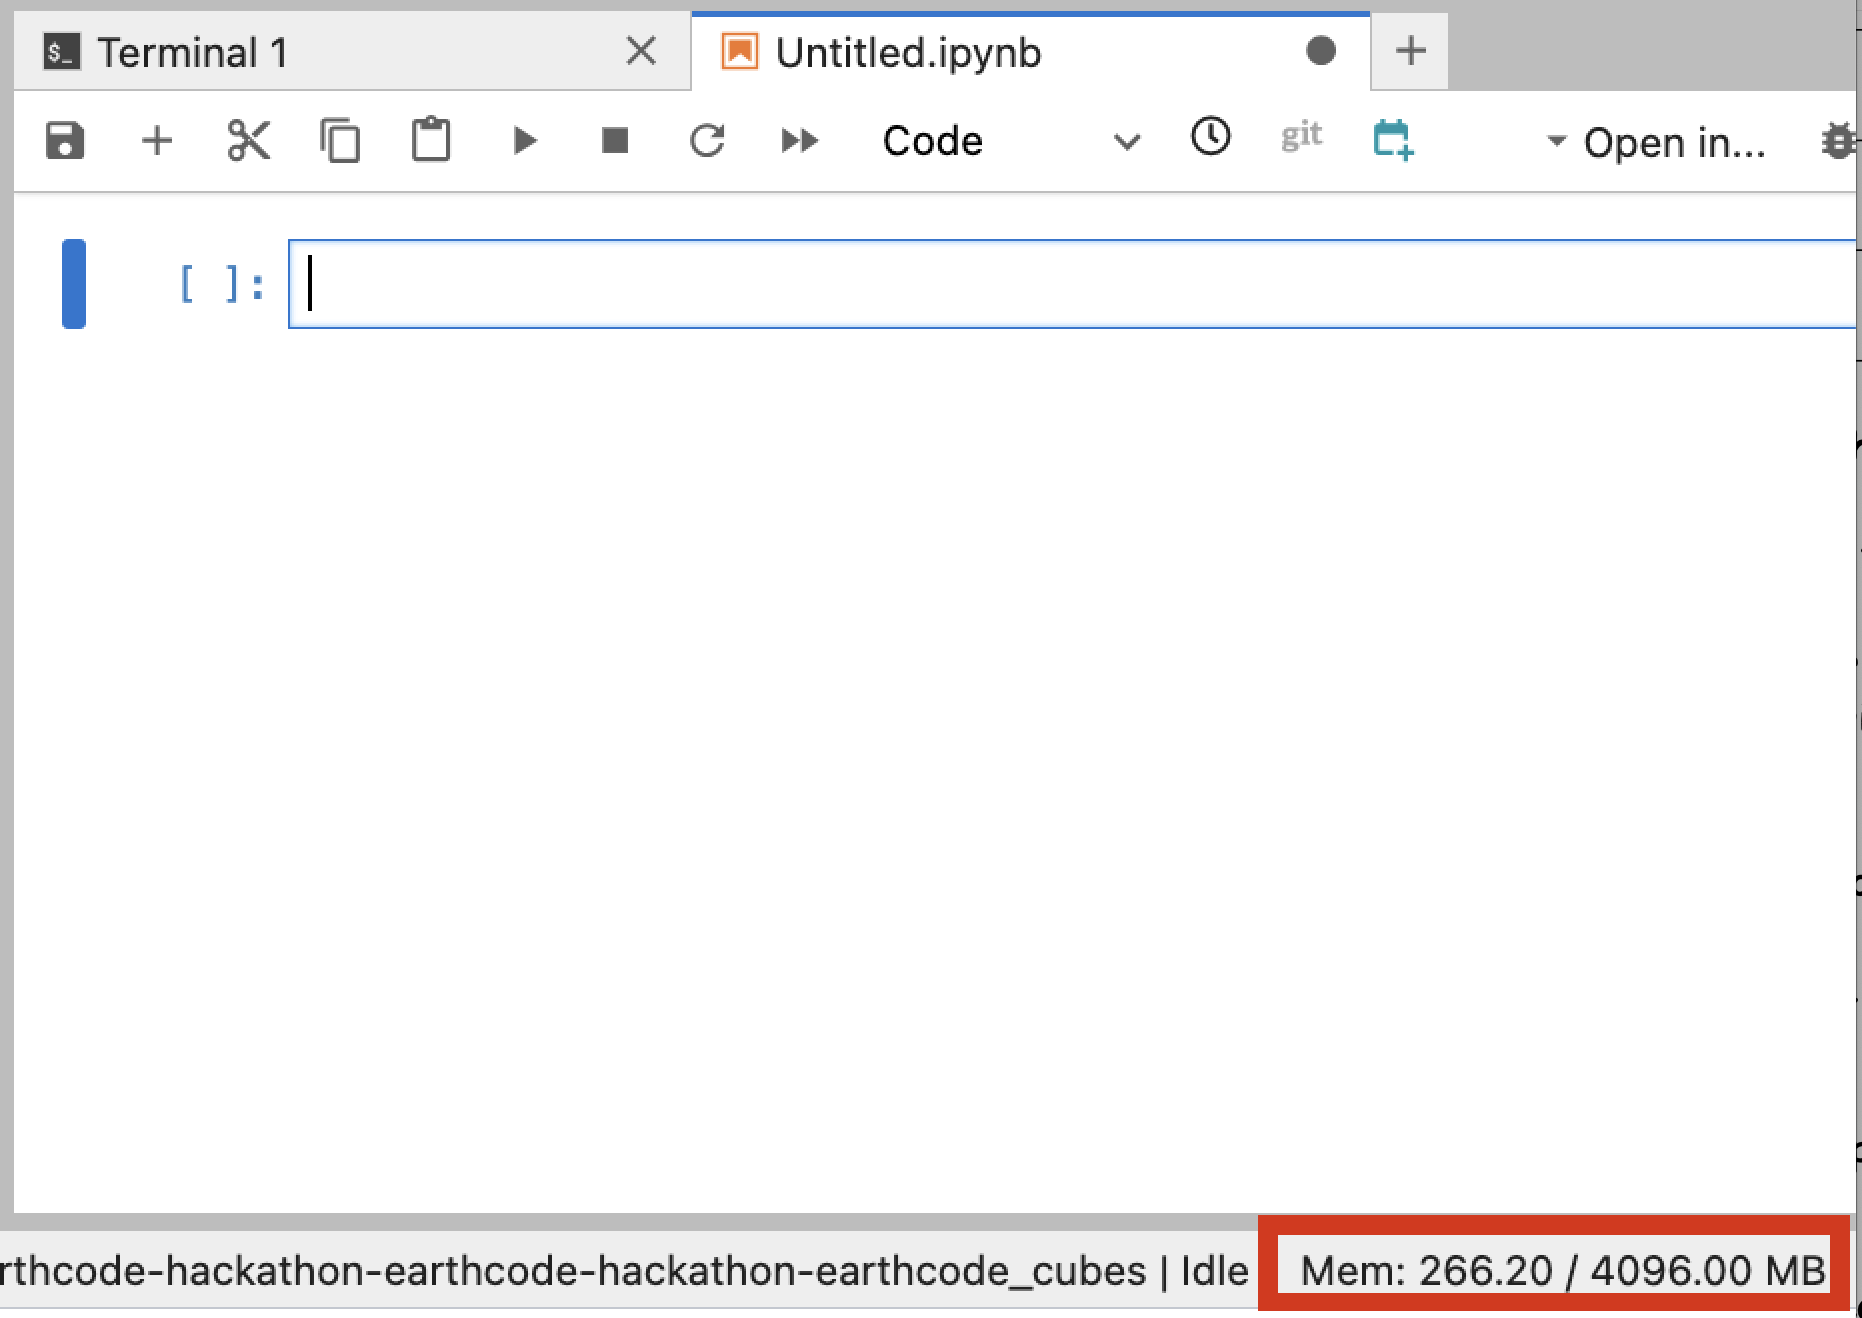 $_ Terminal 1 Untitled.ipynb
Code git Open in...
[ ]:
rthcode-hackathon-earthcode-hackathon-earthcode_cubes | Idle Mem: 266.20 / 4096.00 MB